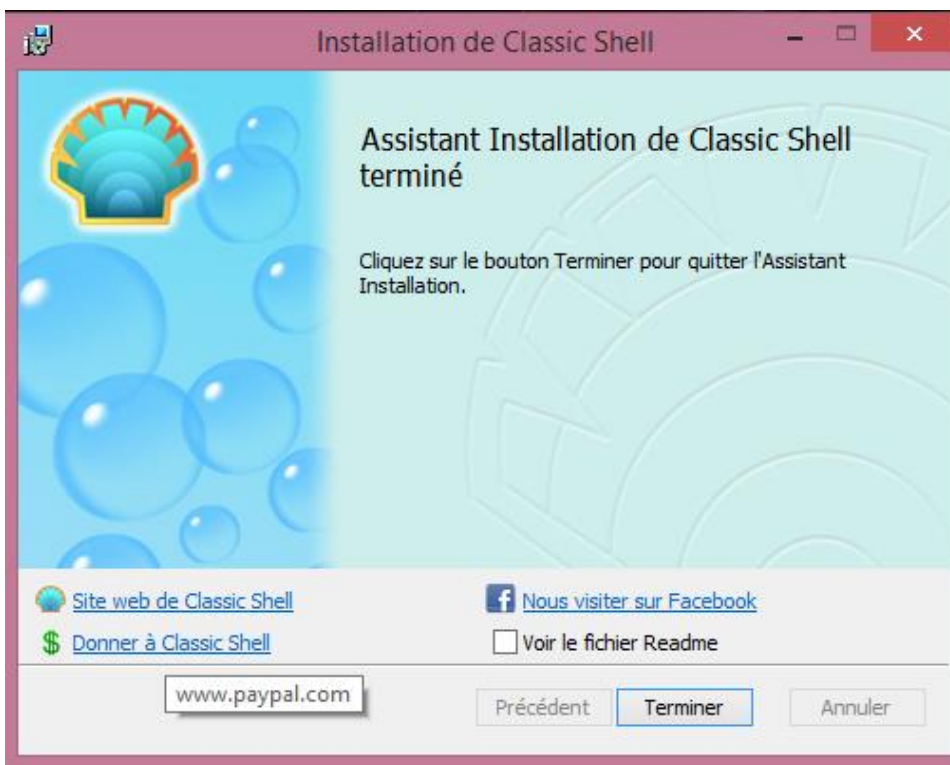 Installation de Classic Shell
Assistant Installation de Classic Shell
terminé
Cliquez sur le bouton Terminer pour quitter l'Assistant
Installation.
Site web de Classic Shell
Nous visiter sur Facebook
$ Donner à Classic Shell
Voir le fichier Readme
www.paypal.com
Précédent
Terminer
Annuler